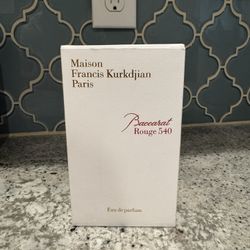 Maison
Francis Kurkdjian
Paris
Baccarat
Rouge 540
Eau de parfum